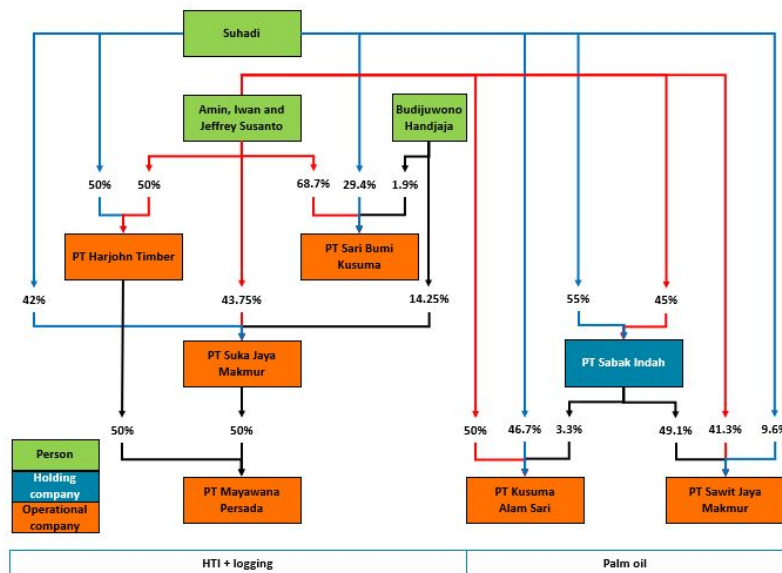 Suhadi
Amin, Iwan and
Jeffrey Susanto
Budijuwono
Handjaja
50%
50%
68.7%
29.4%
1.9%
PT Harjohn Timber
PT Sari Bumi
Kusuma
42%
43.75%
14.25%
55%
45%
PT Suka Jaya
Makmur
PT Sabak Indah
50%
50%
50%
46.7%
3.3%
49.1%
41.3%
9.6%
Person
Holding
company
Operational
company
PT Mayawana
Persada
PT Kusuma
Alam Sari
PT Sawit Jaya
Makmur
HTI + logging
Palm oil